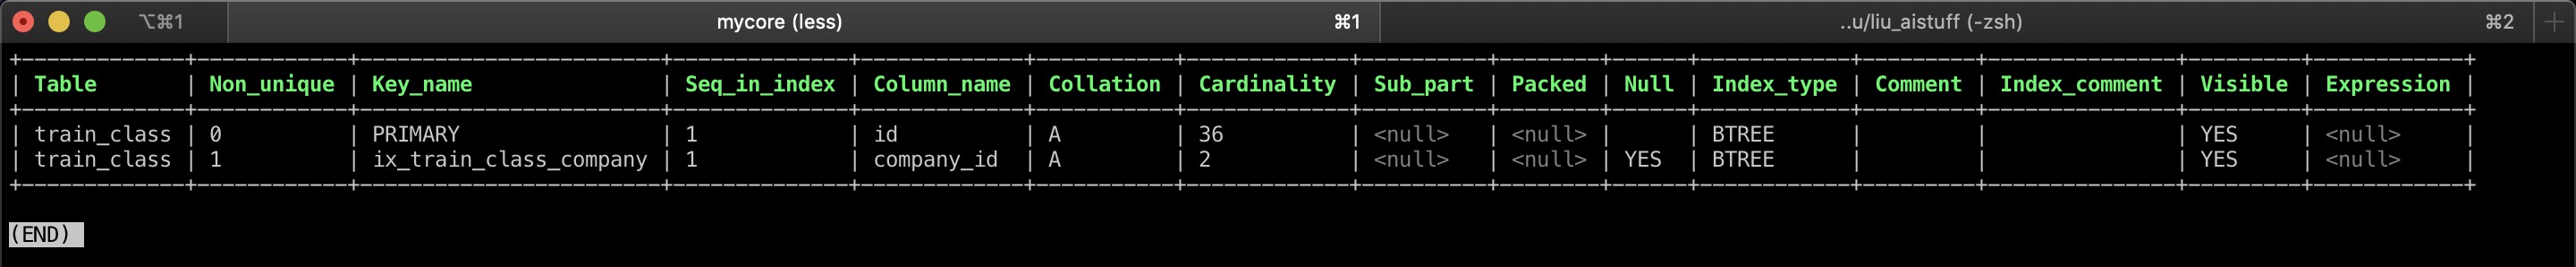 ⌥⌘1 mycore (less) ⌘1 ..u/liu_aistuff (-zsh) ⌘2 +
+-------------+------------+------------------------+--------------+-------------+-----------+-------------+----------+--------+------+------------+---------+---------------+---------+------------+
| Table       | Non_unique | Key_name               | Seq_in_index | Column_name | Collation | Cardinality | Sub_part | Packed | Null | Index_type | Comment | Index_comment | Visible | Expression |
+-------------+------------+------------------------+--------------+-------------+-----------+-------------+----------+--------+------+------------+---------+---------------+---------+------------+
| train_class | 0          | PRIMARY                | 1            | id          | A         | 36          | <null>   | <null> |      | BTREE      |         |               | YES     | <null>     |
| train_class | 1          | ix_train_class_company | 1            | company_id  | A         | 2           | <null>   | <null> | YES  | BTREE      |         |               | YES     | <null>     |
+-------------+------------+------------------------+--------------+-------------+-----------+-------------+----------+--------+------+------------+---------+---------------+---------+------------+
(END)